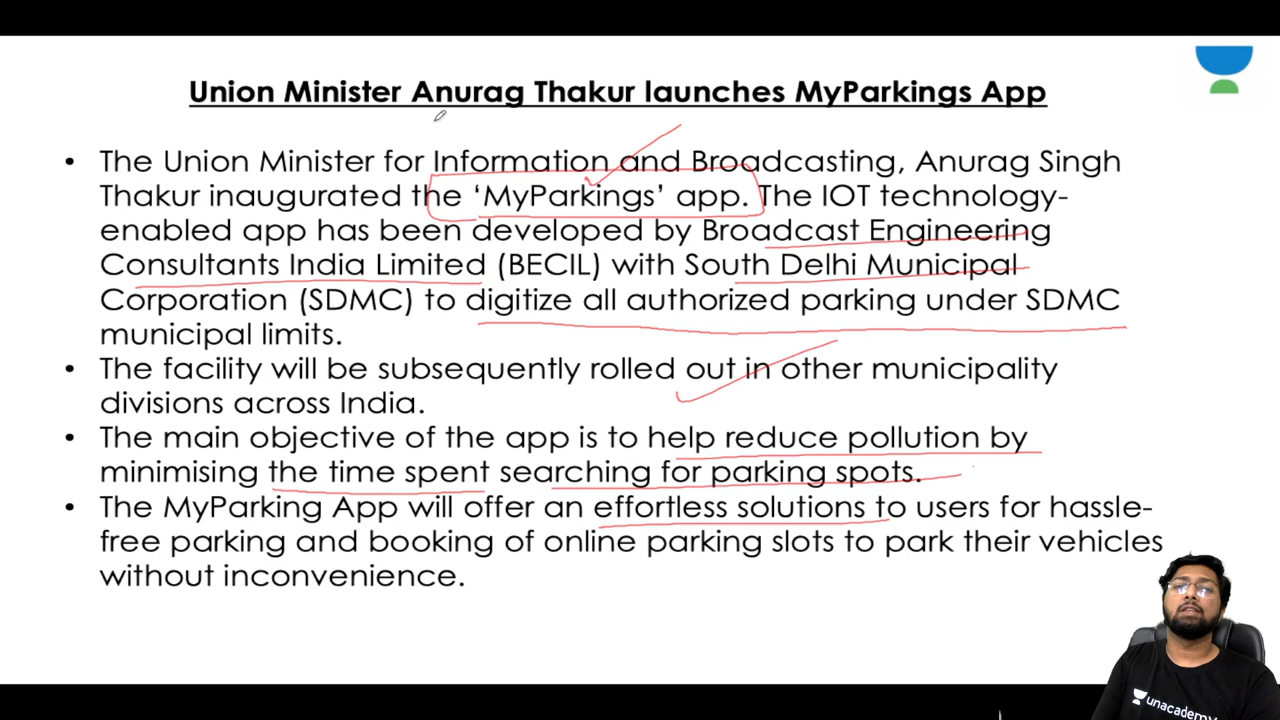 Union Minister Anurag Thakur launches MyParkings App
• The Union Minister for Information and Broadcasting, Anurag Singh
Thakur inaugurated the ‘MyParkings’ app. The IOT technology-
enabled app has been developed by Broadcast Engineering
Consultants India Limited (BECIL) with South Delhi Municipal
Corporation (SDMC) to digitize all authorized parking under SDMC
municipal limits.
• The facility will be subsequently rolled out in other municipality
divisions across India.
• The main objective of the app is to help reduce pollution by
minimising the time spent searching for parking spots.
• The MyParking App will offer an effortless solutions to users for hassle-
free parking and booking of online parking slots to park their vehicles
without inconvenience.
unacademy